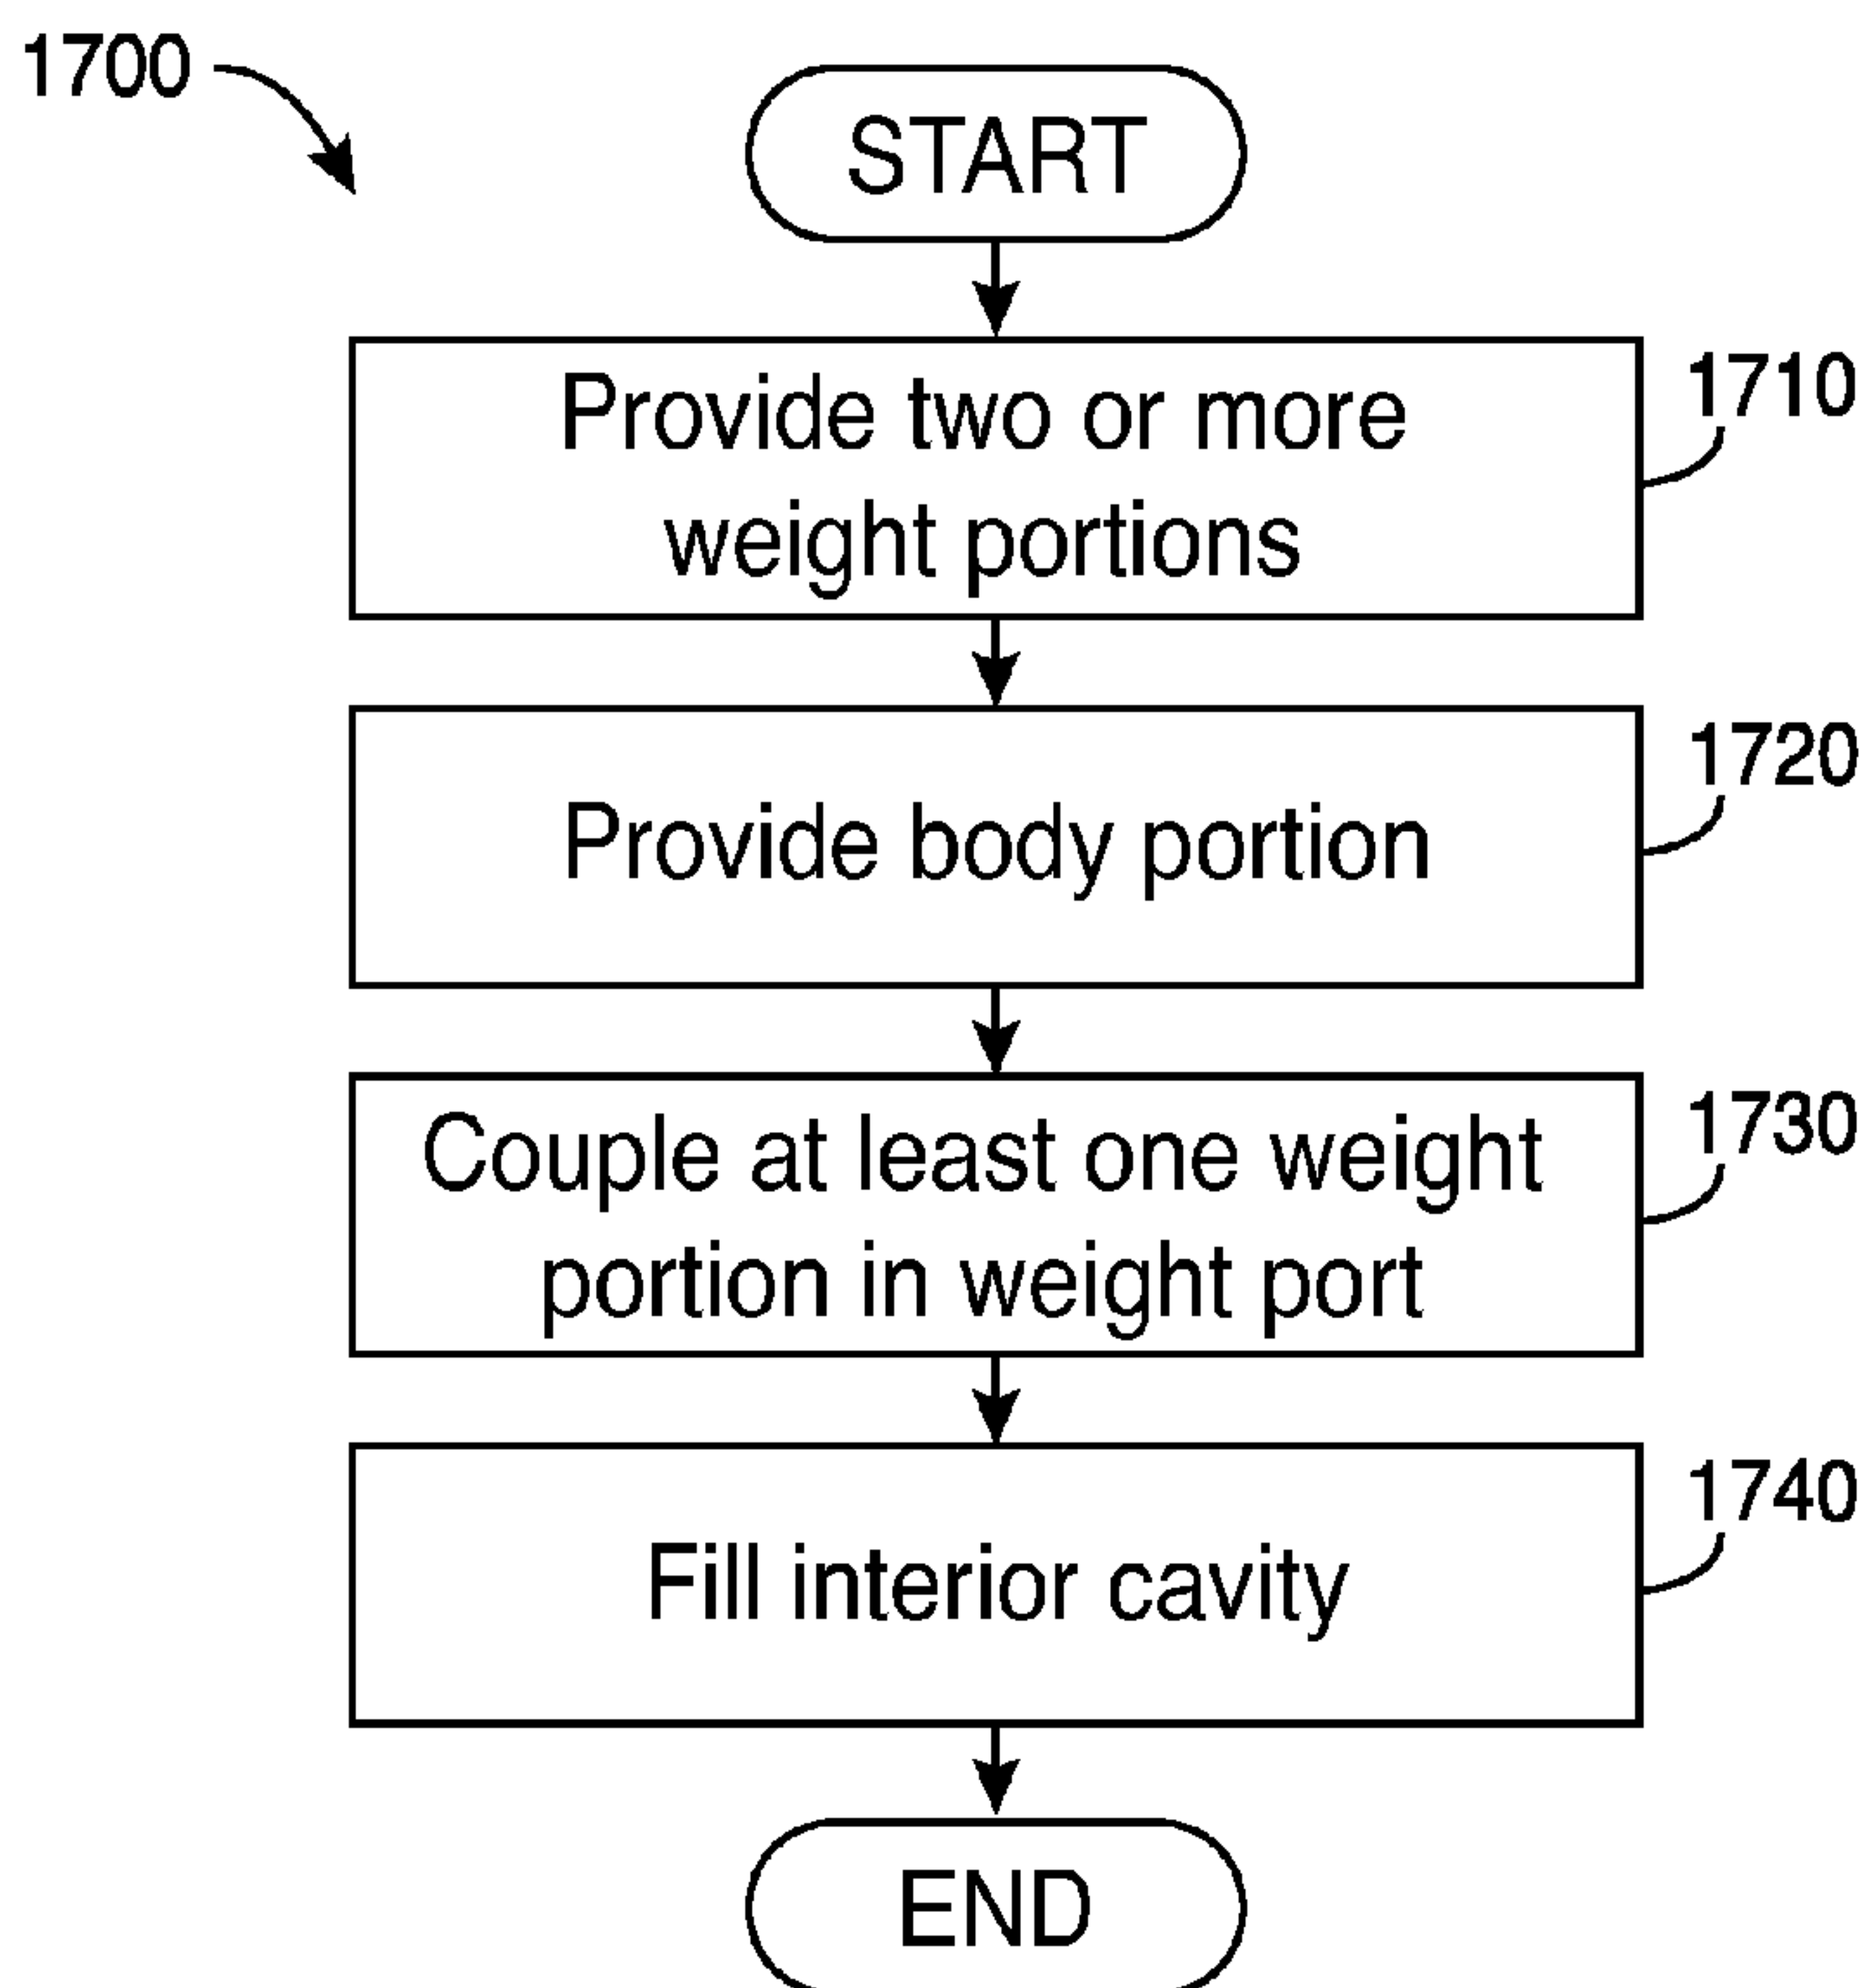 1700
START
Provide two or more
weight portions
1710
Provide body portion
1720
Couple at least one weight
portion in weight port
1730
Fill interior cavity
1740
END